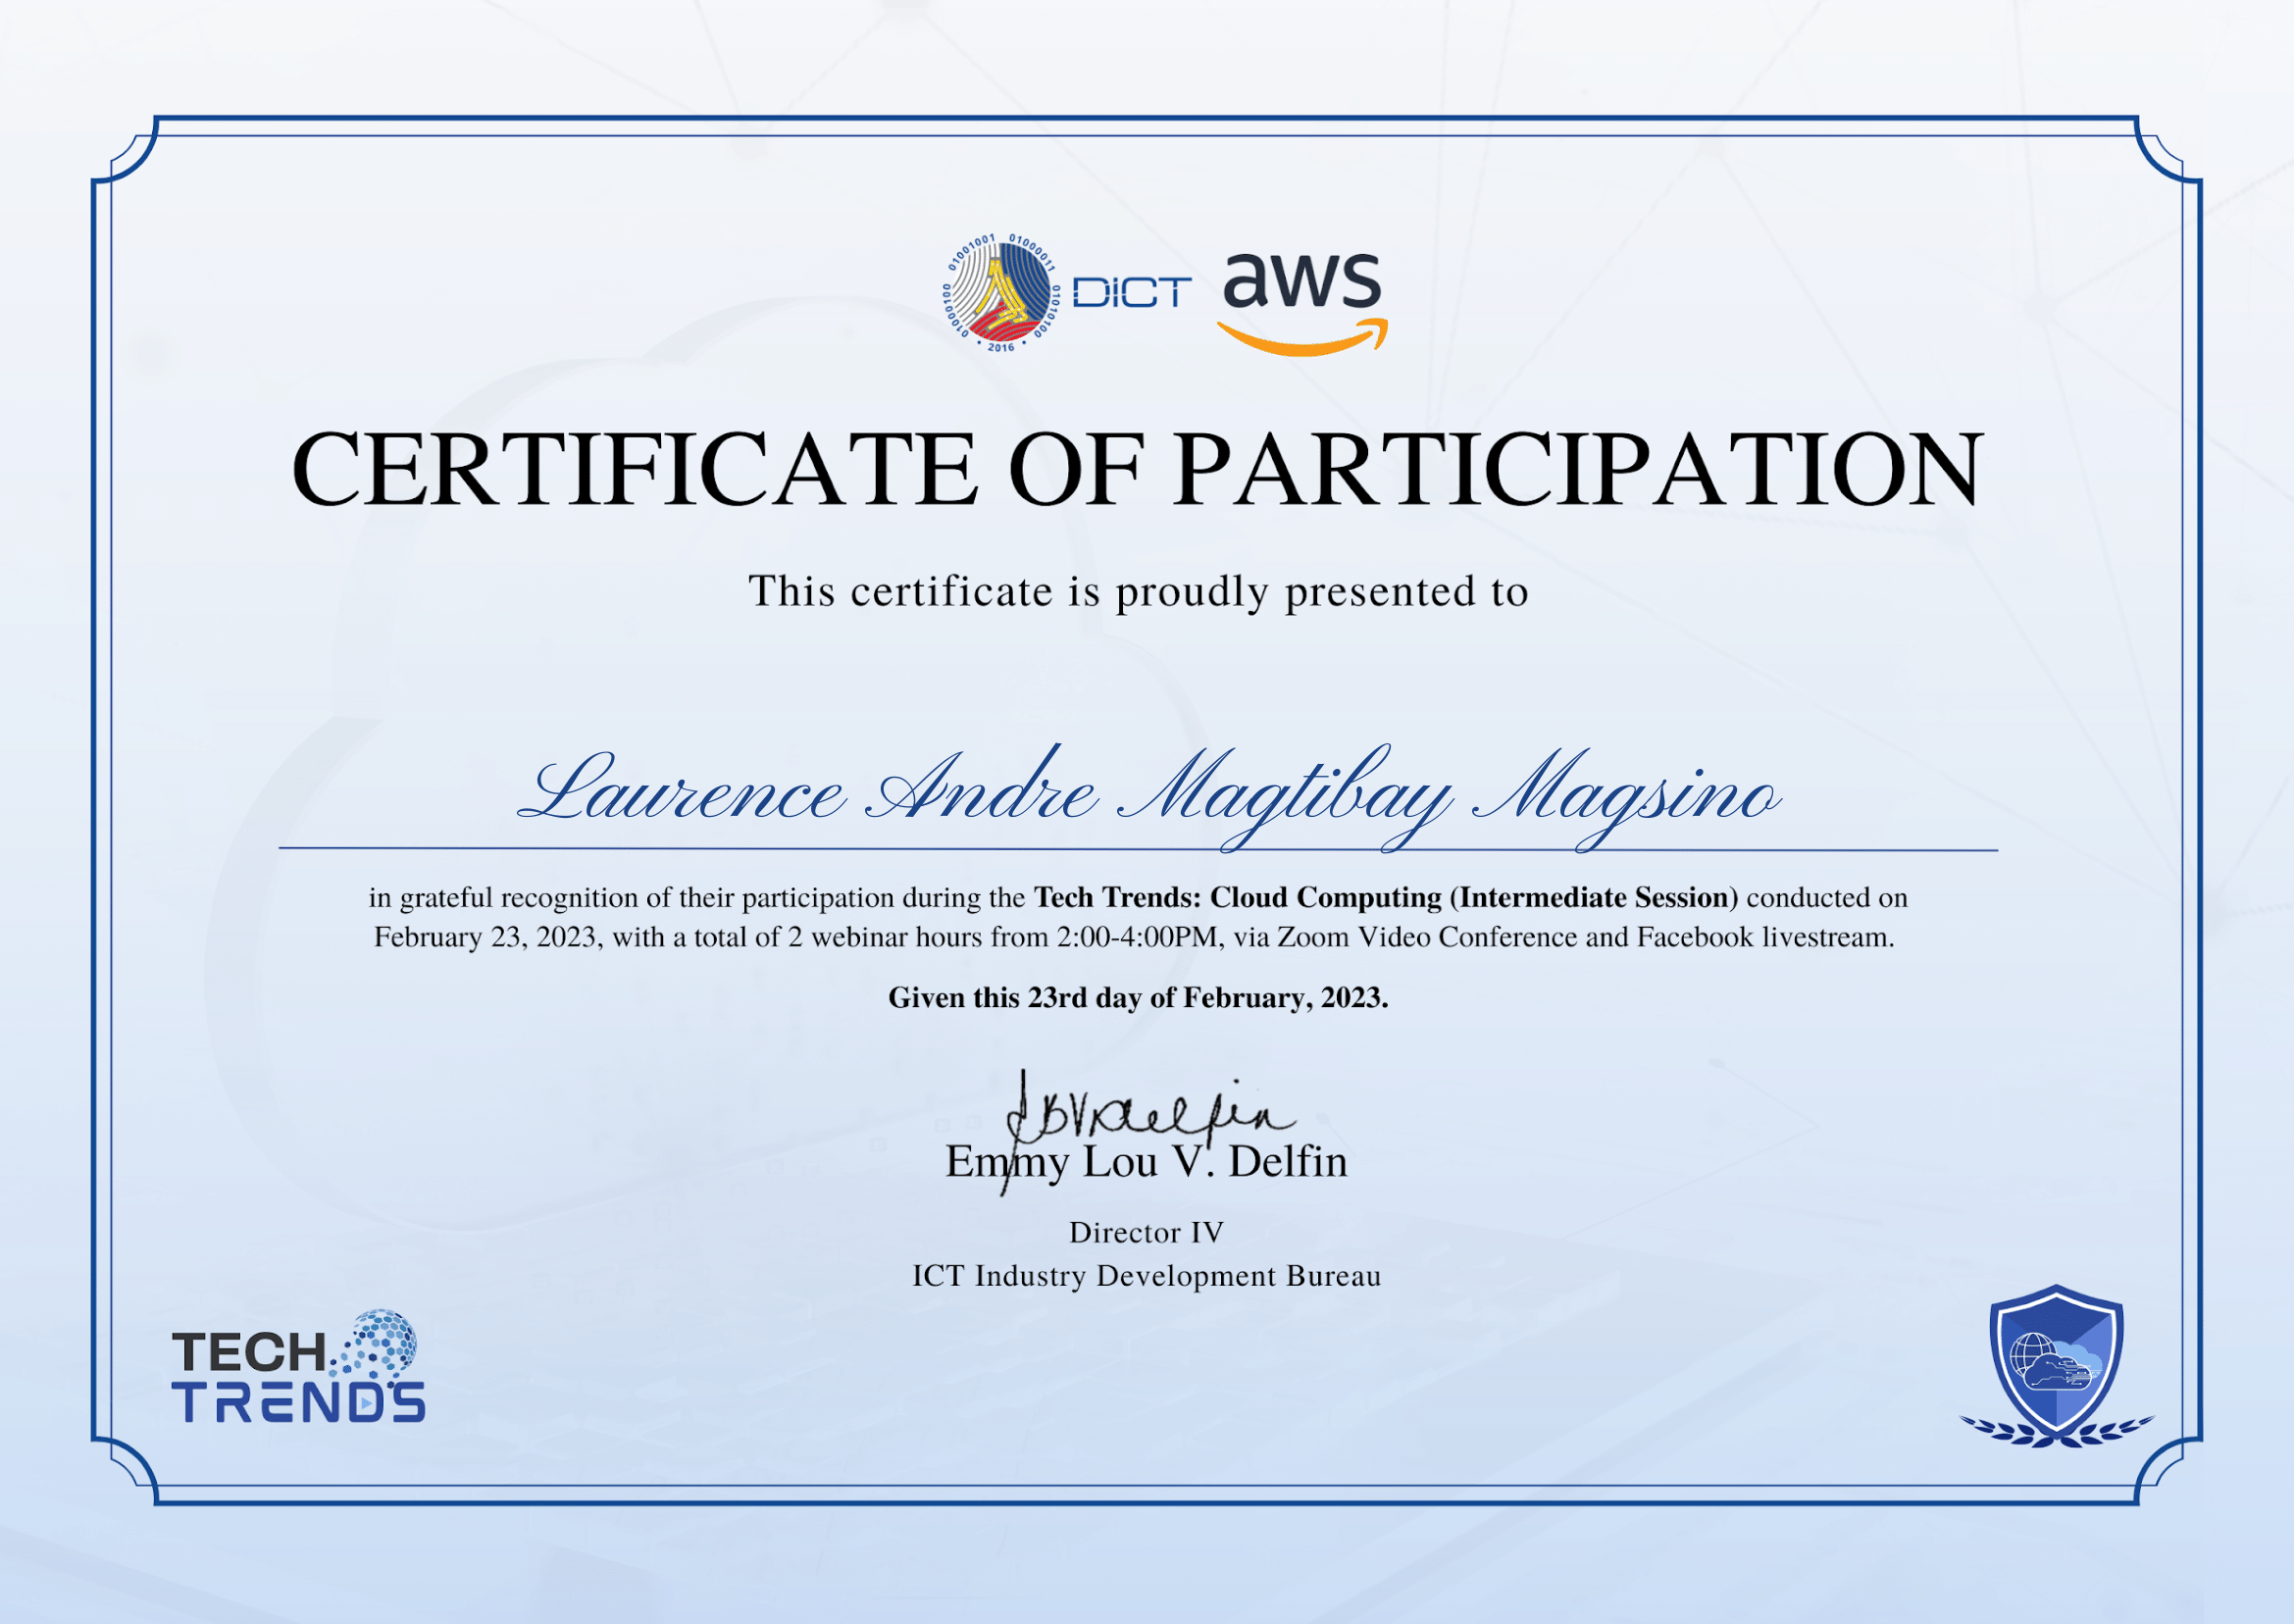 01001001 01000011 01010100 01000100 • 2016 •
DICT
aws
CERTIFICATE OF PARTICIPATION
This certificate is proudly presented to
Laurence Andre Magtibay Magsino
in grateful recognition of their participation during the Tech Trends: Cloud Computing (Intermediate Session) conducted on
February 23, 2023, with a total of 2 webinar hours from 2:00-4:00PM, via Zoom Video Conference and Facebook livestream.
Given this 23rd day of February, 2023.
Emmy Lou V. Delfin
Director IV
ICT Industry Development Bureau
TECH
TRENDS